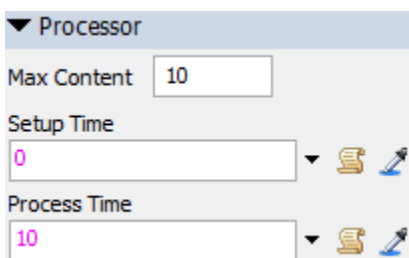 Processor
Max Content 10
Setup Time
0
Process Time
10